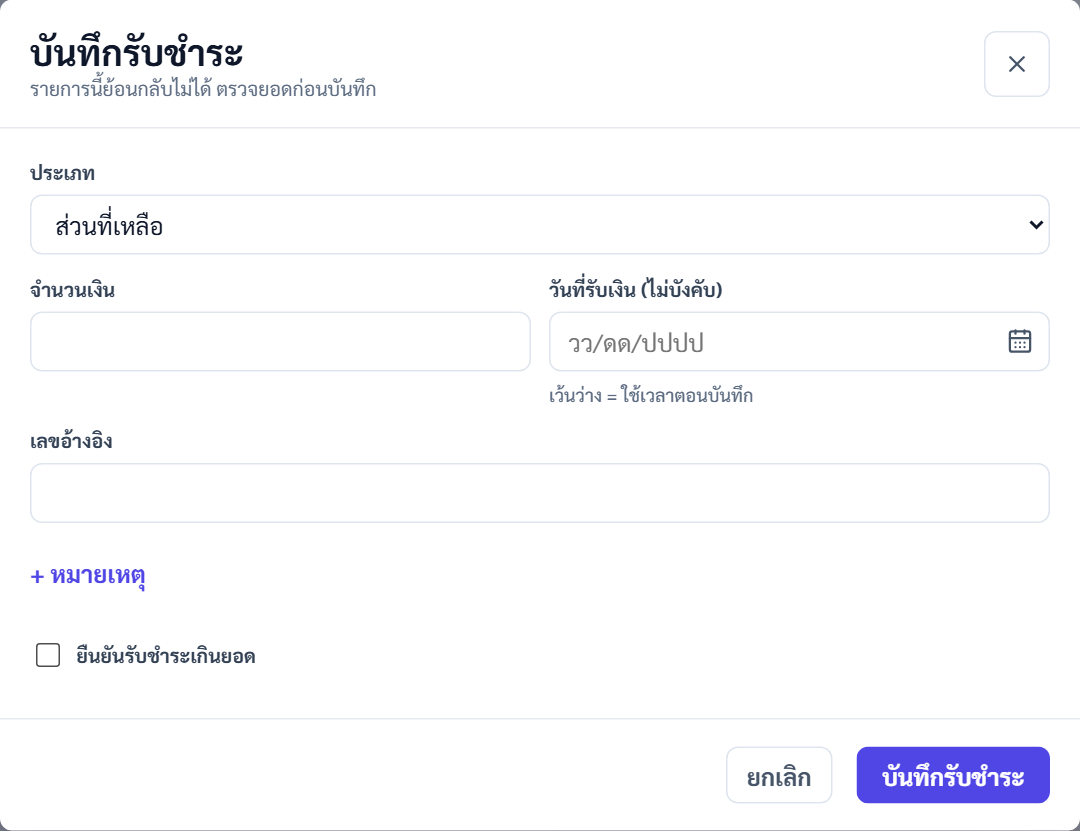 บันทึกรับชำระ
รายการนี้ย้อนกลับไม่ได้ ตรวจยอดก่อนบันทึก
ประเภท
ส่วนที่เหลือ
จำนวนเงิน
วันที่รับเงิน (ไม่บังคับ)
วว/ดด/ปปปป
เว้นว่าง = ใช้เวลาตอนบันทึก
เลขอ้างอิง
+ หมายเหตุ
ยืนยันรับชำระเกินยอด
ยกเลิก
บันทึกรับชำระ